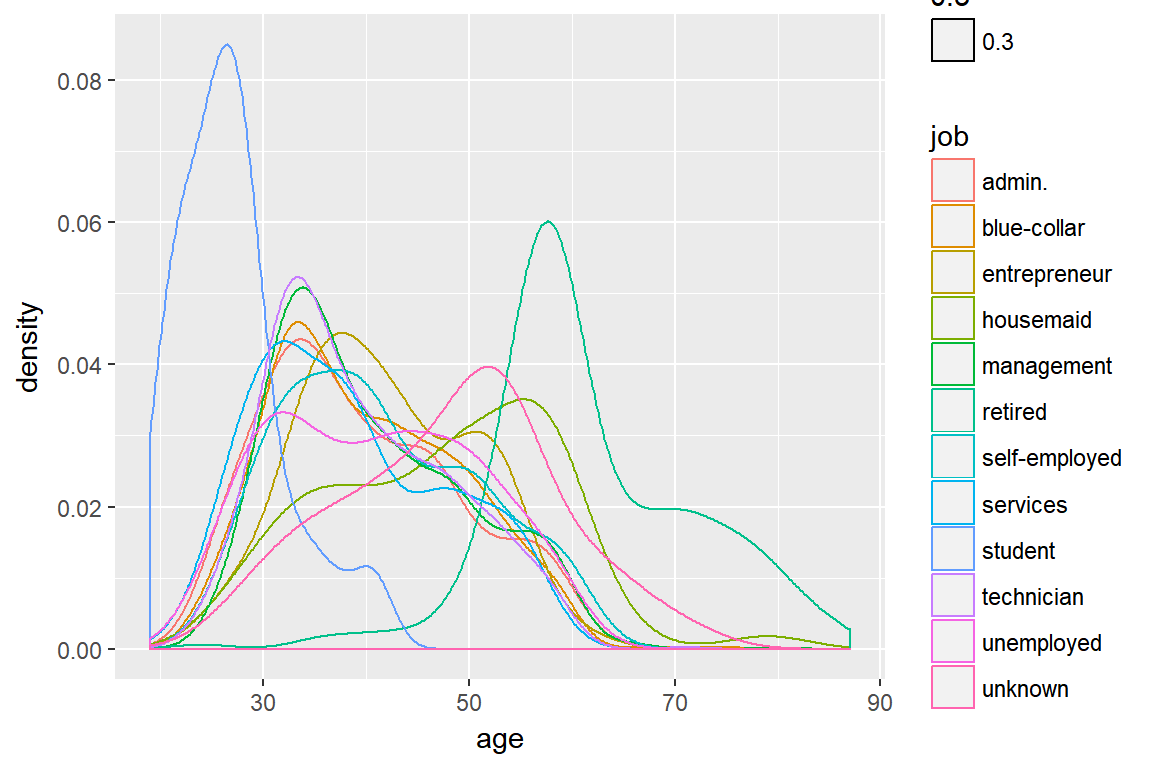 0.3
job
admin.
blue-collar
entrepreneur
housemaid
management
retired
self-employed
services
student
technician
unemployed
unknown
density
0.08
0.06
0.04
0.02
0.00
30
50
70
90
age